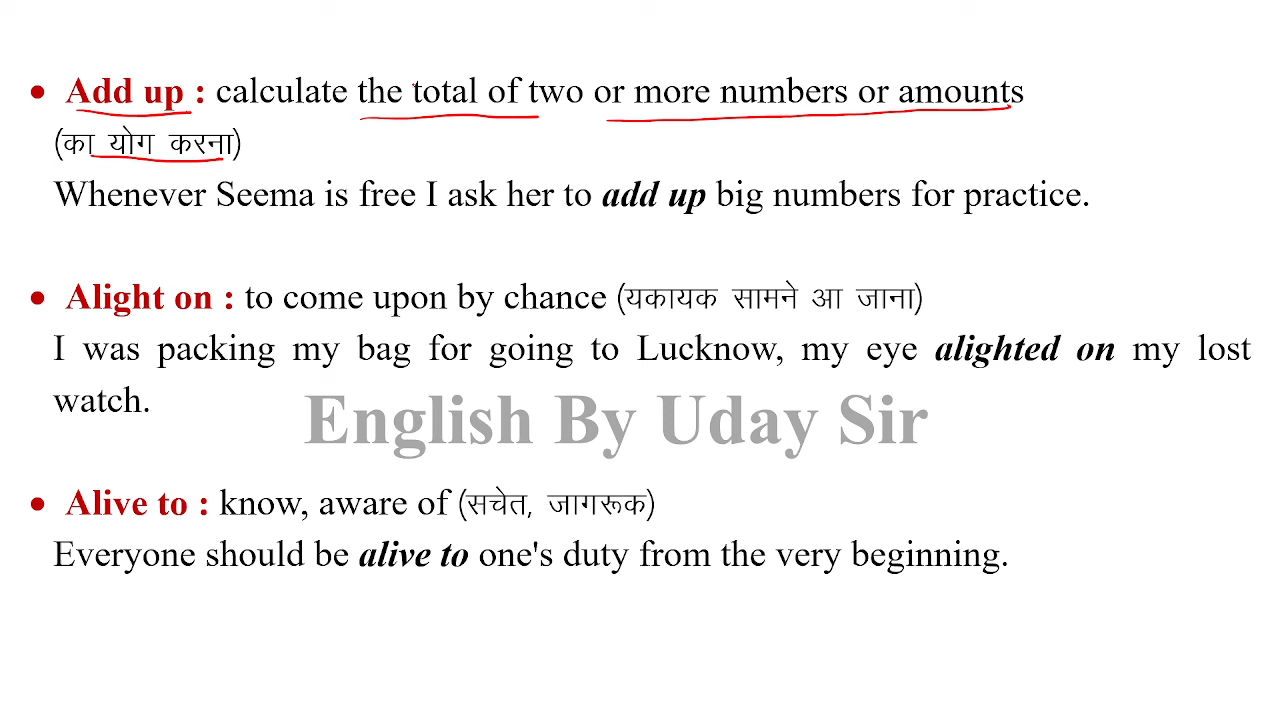 • Add up : calculate the total of two or more numbers or amounts
(का योग करना)
Whenever Seema is free I ask her to add up big numbers for practice.
• Alight on : to come upon by chance (यकायक सामने आ जाना)
I was packing my bag for going to Lucknow, my eye alighted on my lost
watch.
English By Uday Sir
• Alive to : know, aware of (सचेत, जागरूक)
Everyone should be alive to one's duty from the very beginning.